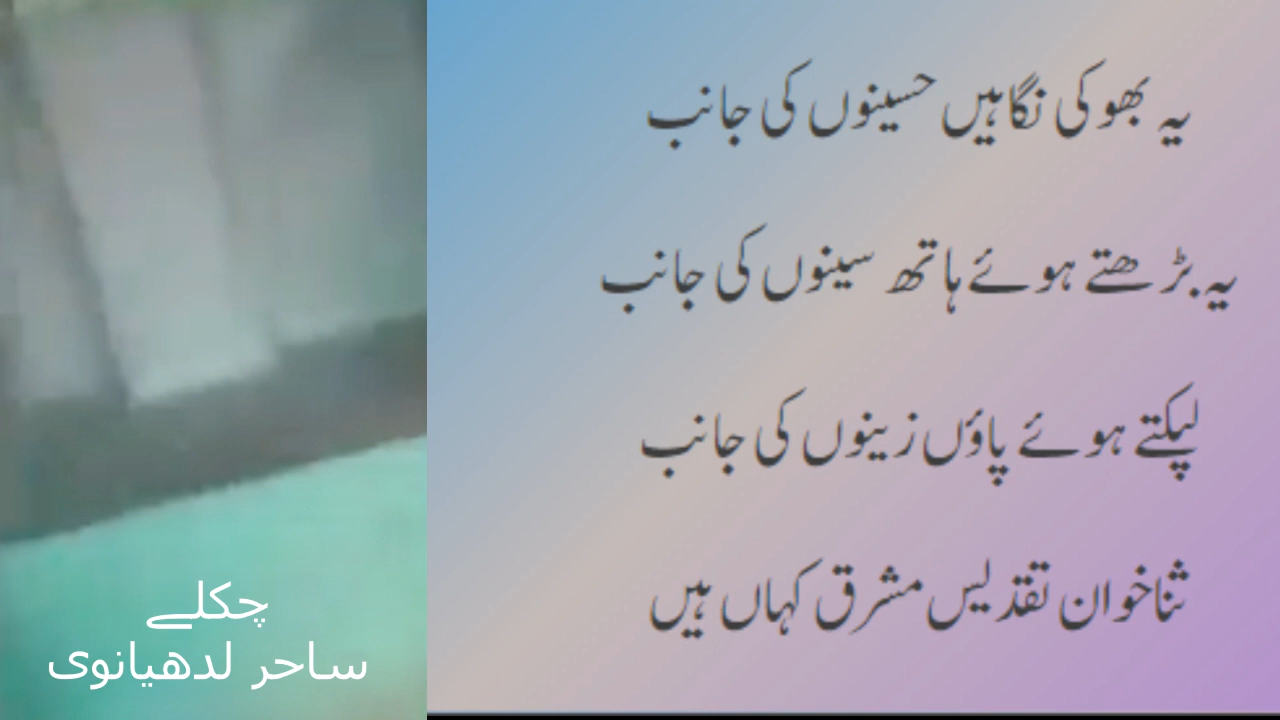 یہ بھوکی نگاہیں حسینوں کی جانب
یہ بڑھتے ہوئے ہاتھ سینوں کی جانب
لپکتے ہوئے پاؤں زینوں کی جانب
ثناخوان تقدیس مشرق کہاں ہیں
چکلے
ساحر لدھیانوی